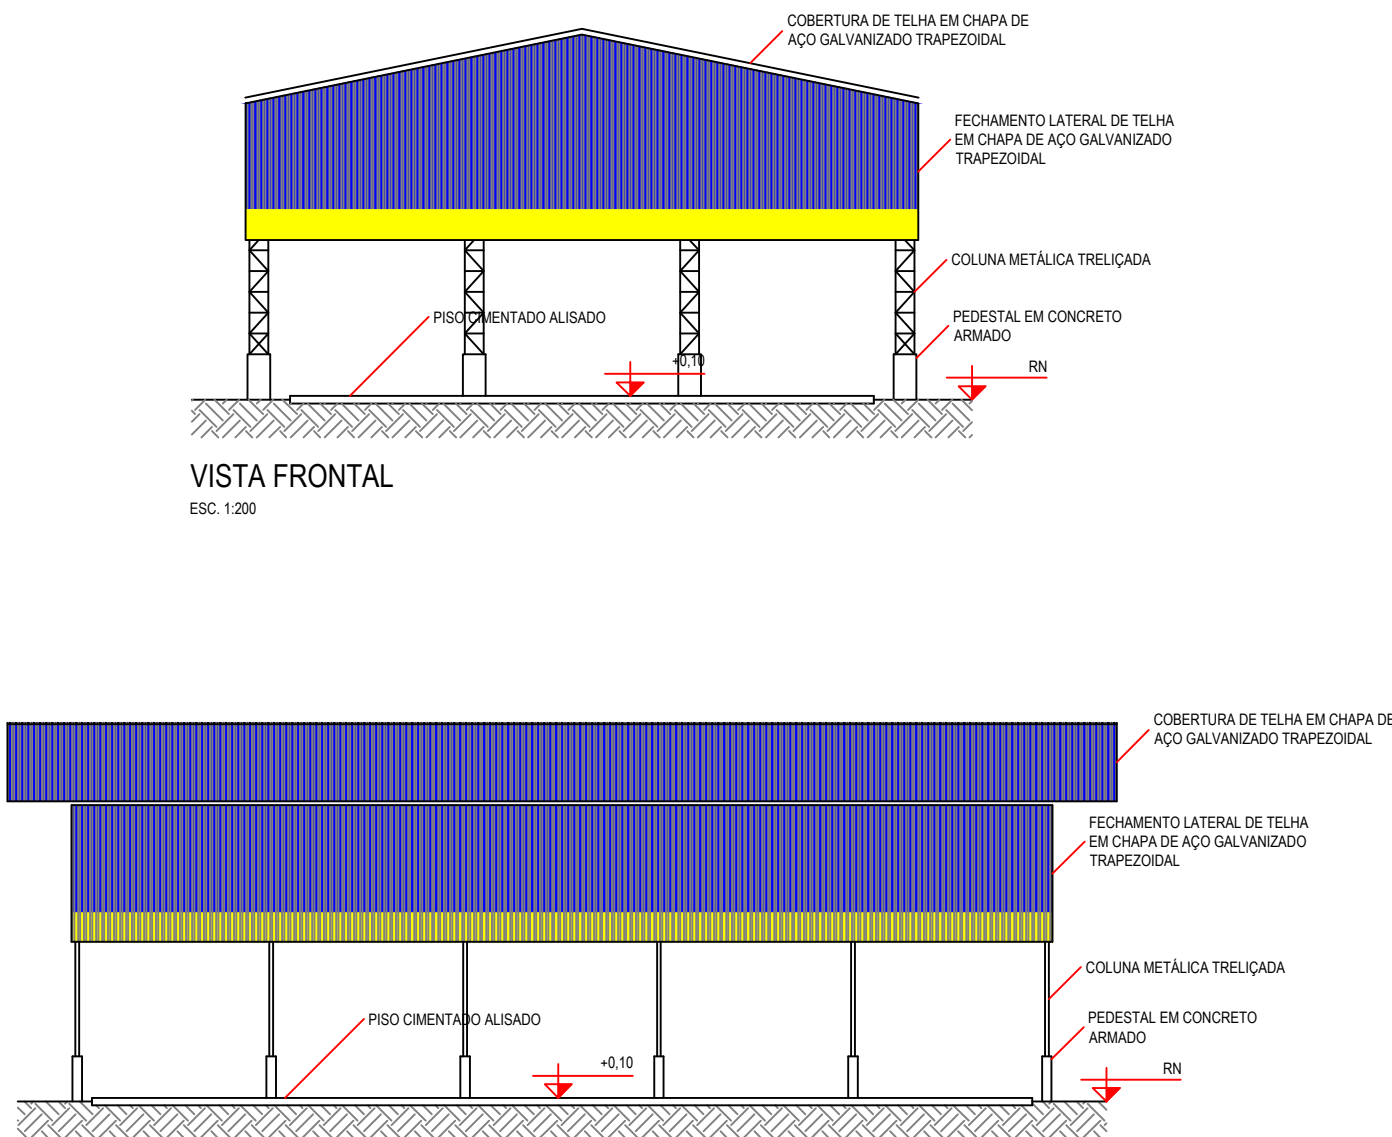 COBERTURA DE TELHA EM CHAPA DE
AÇO GALVANIZADO TRAPEZOIDAL
FECHAMENTO LATERAL DE TELHA
EM CHAPA DE AÇO GALVANIZADO
TRAPEZOIDAL
COLUNA METÁLICA TRELIÇADA
PISO CIMENTADO ALISADO
PEDESTAL EM CONCRETO
ARMADO
+0,10
RN
VISTA FRONTAL
ESC. 1:200
COBERTURA DE TELHA EM CHAPA DE
AÇO GALVANIZADO TRAPEZOIDAL
FECHAMENTO LATERAL DE TELHA
EM CHAPA DE AÇO GALVANIZADO
TRAPEZOIDAL
COLUNA METÁLICA TRELIÇADA
PISO CIMENTADO ALISADO
PEDESTAL EM CONCRETO
ARMADO
+0,10
RN